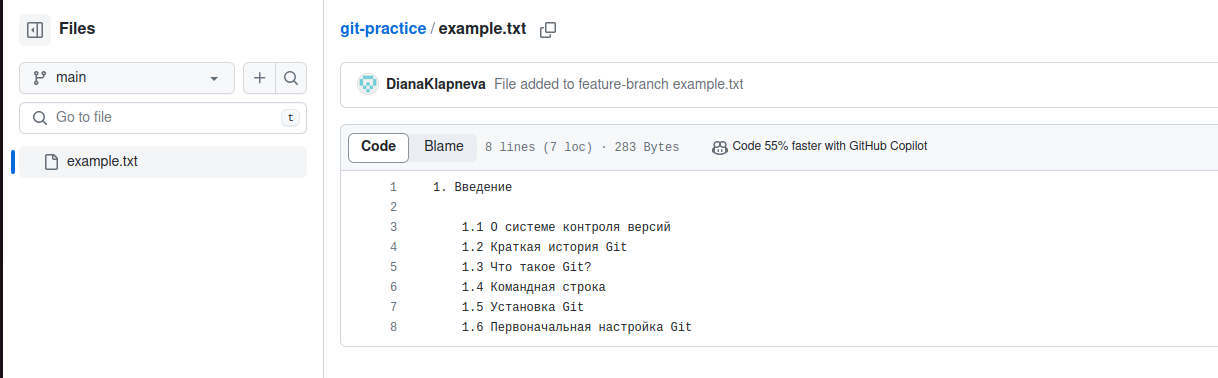 Files
main
Go to file
t
example.txt
git-practice / example.txt
DianaKlapneva File added to feature-branch example.txt
Code Blame 8 lines (7 loc) · 283 Bytes Code 55% faster with GitHub Copilot
1 1. Введение
2
3 1.1 О системе контроля версий
4 1.2 Краткая история Git
5 1.3 Что такое Git?
6 1.4 Командная строка
7 1.5 Установка Git
8 1.6 Первоначальная настройка Git